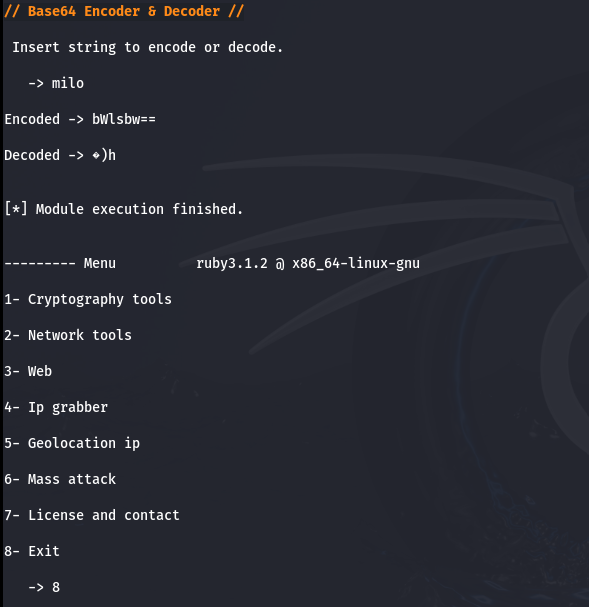 // Base64 Encoder & Decoder //
Insert string to encode or decode.
-> milo
Encoded -> bWlsbw==
Decoded -> �)h
[*] Module execution finished.
--------- Menu ruby3.1.2 @ x86_64-linux-gnu
1- Cryptography tools
2- Network tools
3- Web
4- Ip grabber
5- Geolocation ip
6- Mass attack
7- License and contact
8- Exit
-> 8